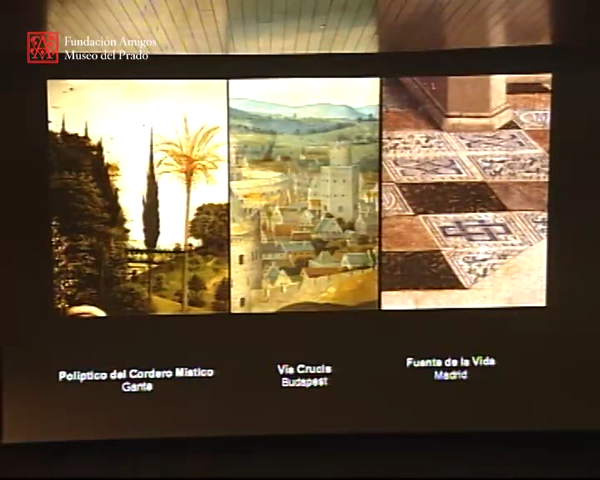 Fundación Amigos
Museo del Prado
Políptico del Cordero Místico
Gante
Vía Crucis
Budapest
Fuente de la Vida
Madrid